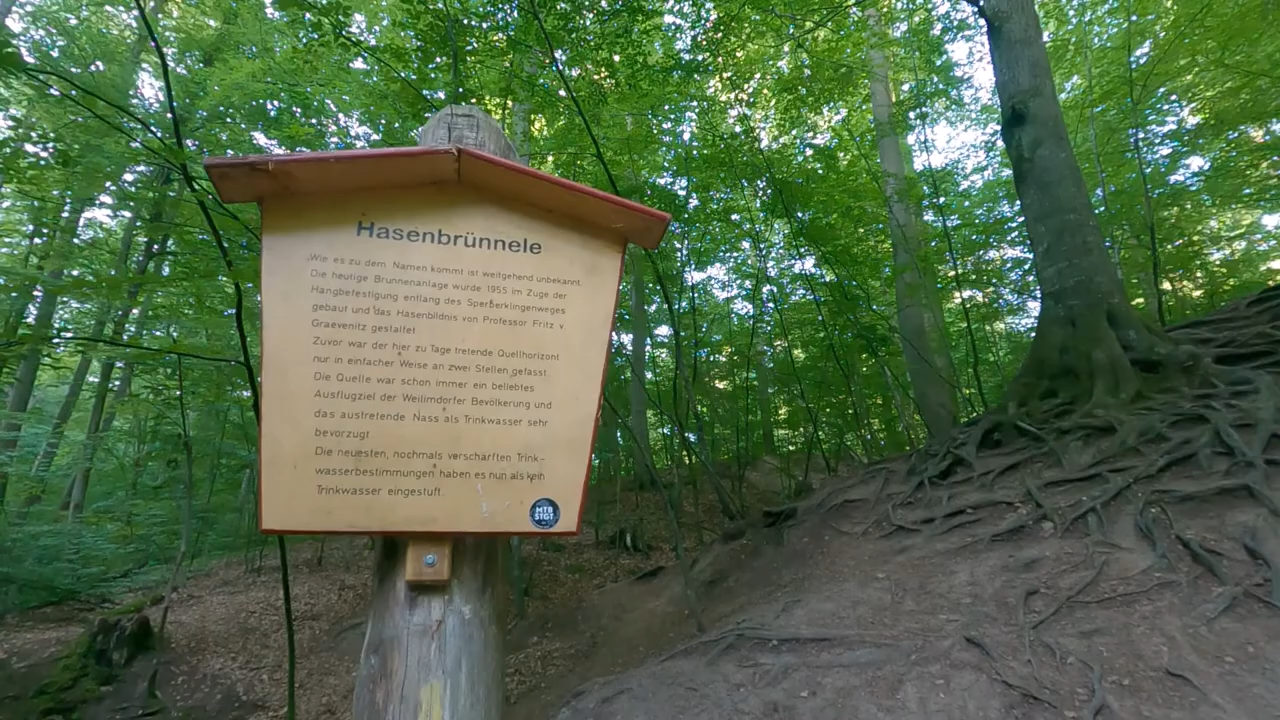 Hasenbrünnele
Wie es zu dem Namen kommt ist weitgehend unbekannt.
Die heutige Brunnenanlage wurde 1955 im Zuge der
Hangbefestigung entlang des Sperberklingenweges
gebaut und das Hasenbildnis von Professor Fritz v.
Graevenitz gestaltet
Zuvor war der hier zu Tage tretende Quellhorizont
nur in einfacher Weise an zwei Stellen gefasst
Die Quelle war schon immer ein beliebtes
Ausflugziel der Weilimdorfer Bevölkerung und
das austretende Nass als Trinkwasser sehr
bevorzugt
Die neuesten, nochmals verschärften Trink-
wasserbestimmungen haben es nun als kein
Trinkwasser eingestuft.
MTB
STGT